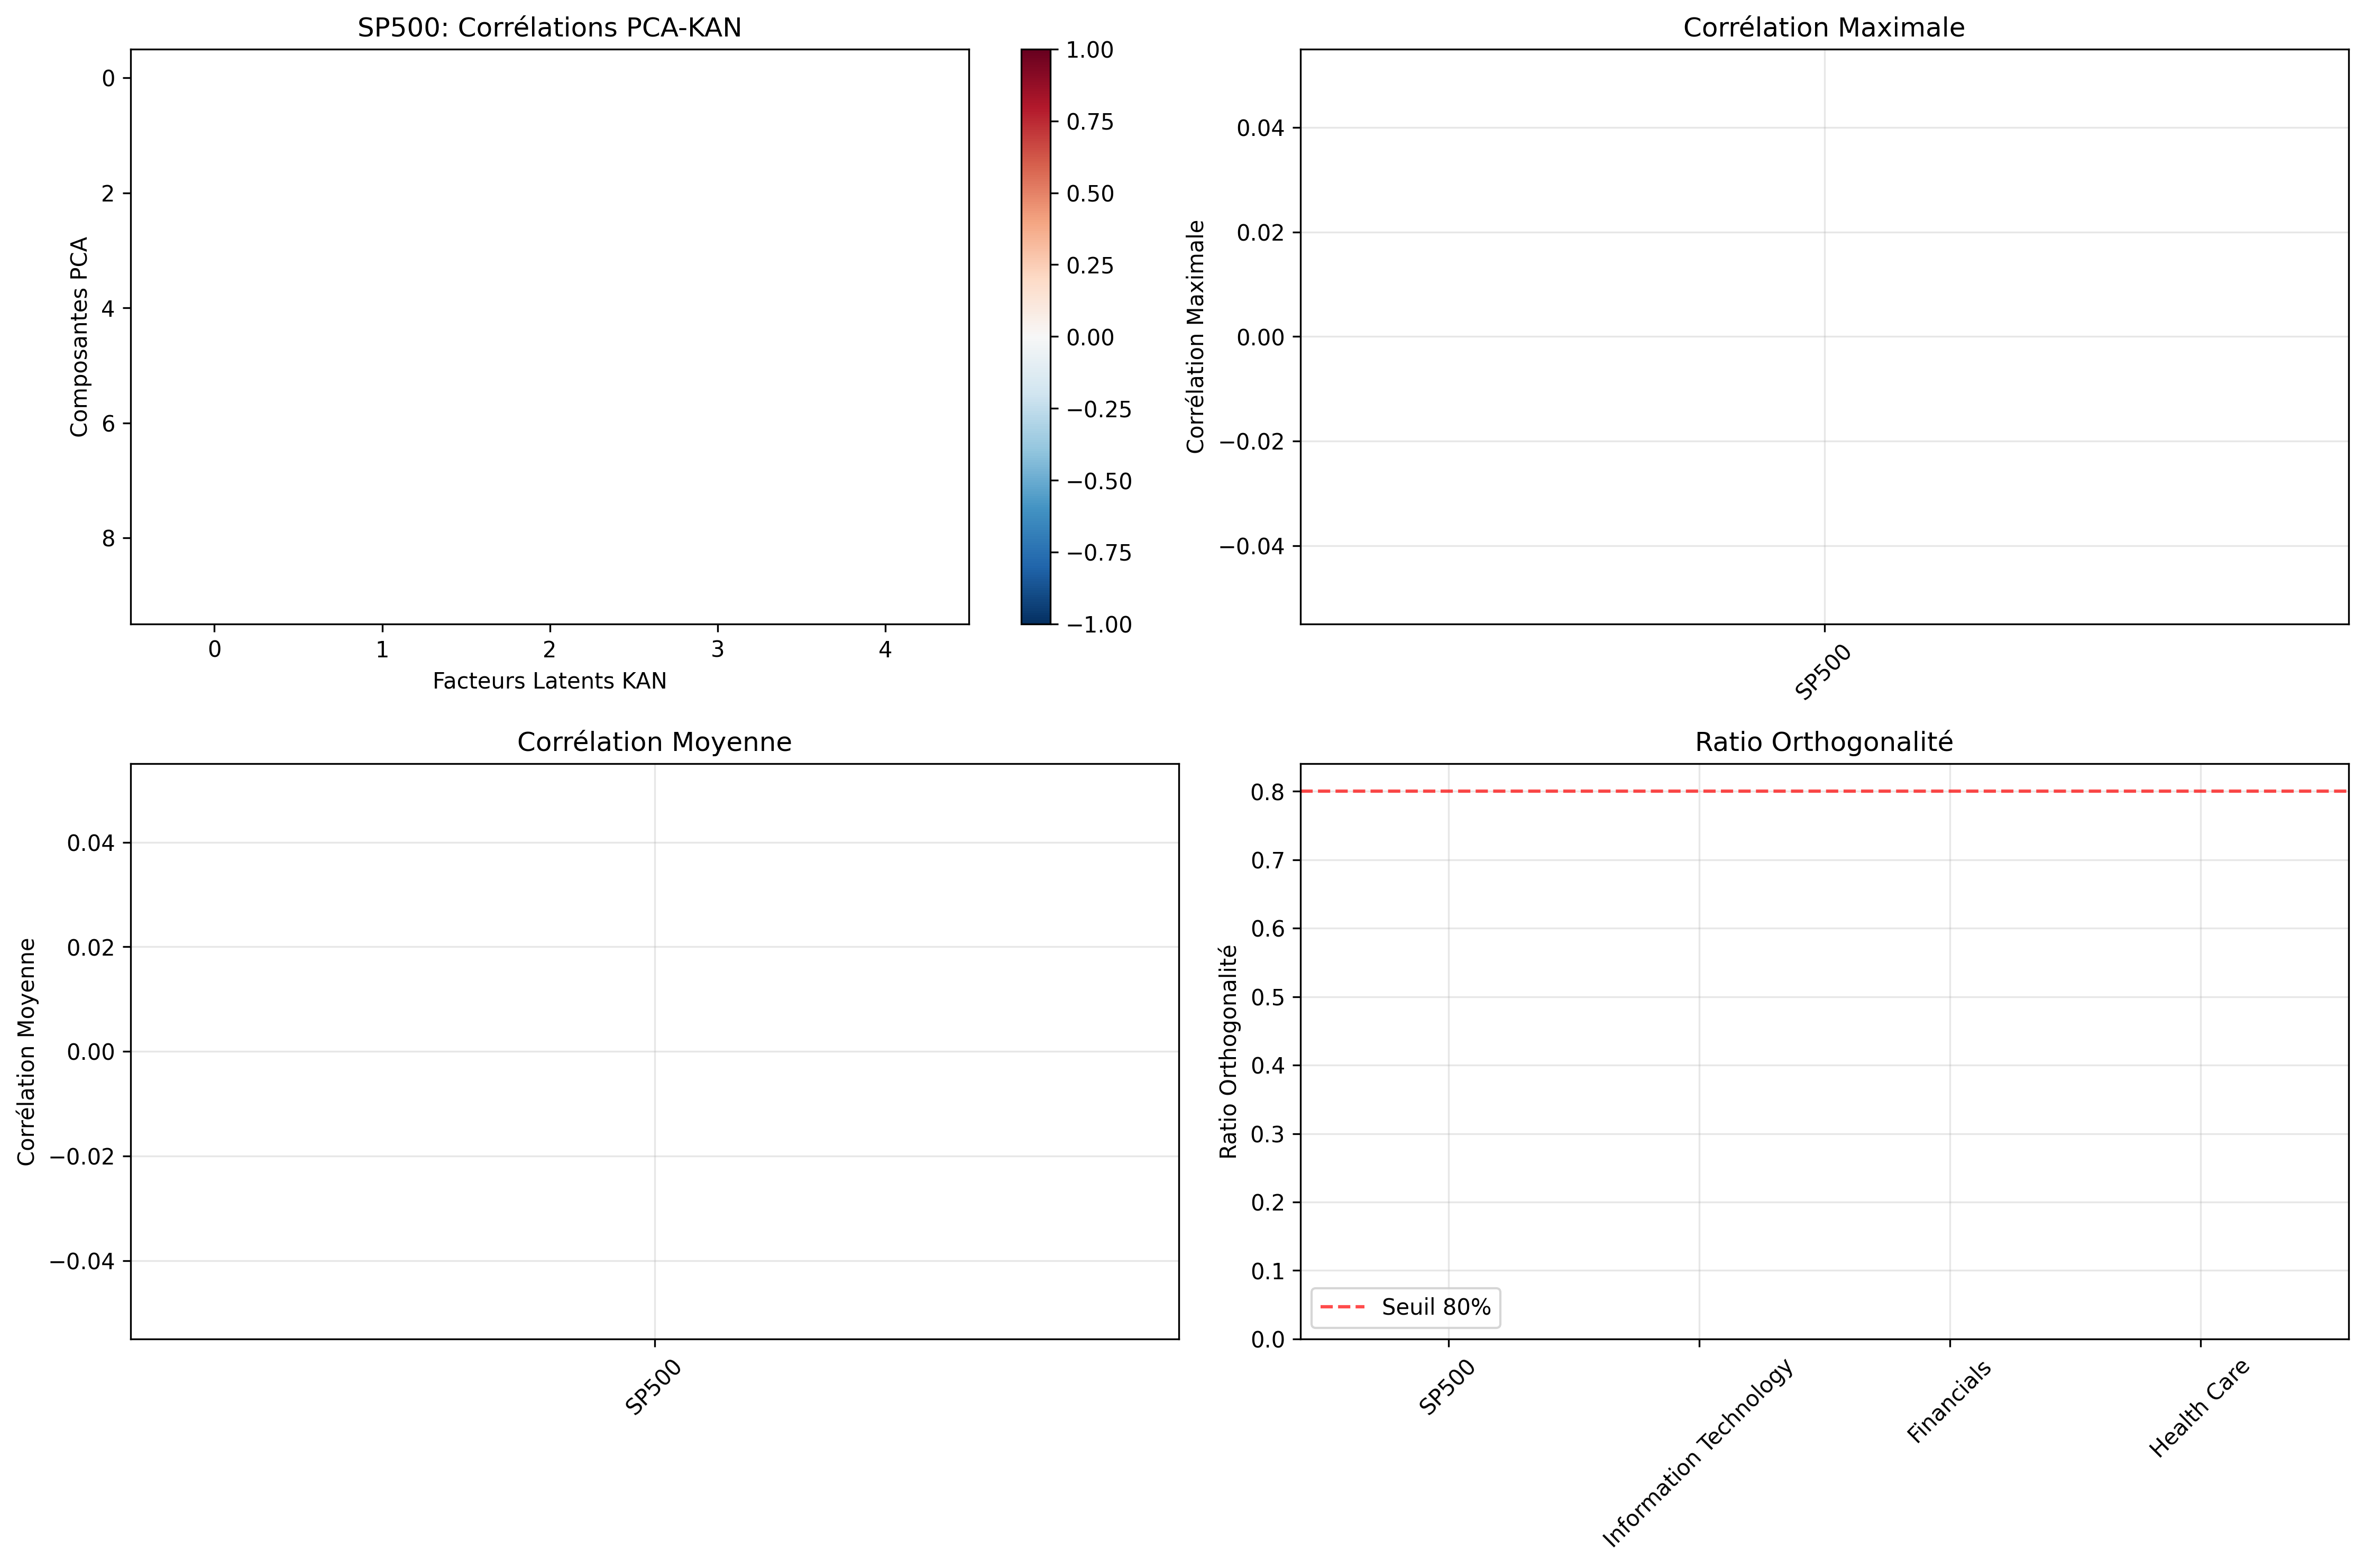 SP500: Corrélations PCA-KAN
Composantes PCA
0
2
4
6
8
0 1 2 3 4
Facteurs Latents KAN
1.00
0.75
0.50
0.25
0.00
−0.25
−0.50
−0.75
−1.00
Corrélation Maximale
Corrélation Maximale
0.04
0.02
0.00
−0.02
−0.04
SP500
Corrélation Moyenne
Corrélation Moyenne
0.04
0.02
0.00
−0.02
−0.04
SP500
Ratio Orthogonalité
Ratio Orthogonalité
0.8
0.7
0.6
0.5
0.4
0.3
0.2
0.1
0.0
Seuil 80%
SP500
Information Technology
Financials
Health Care